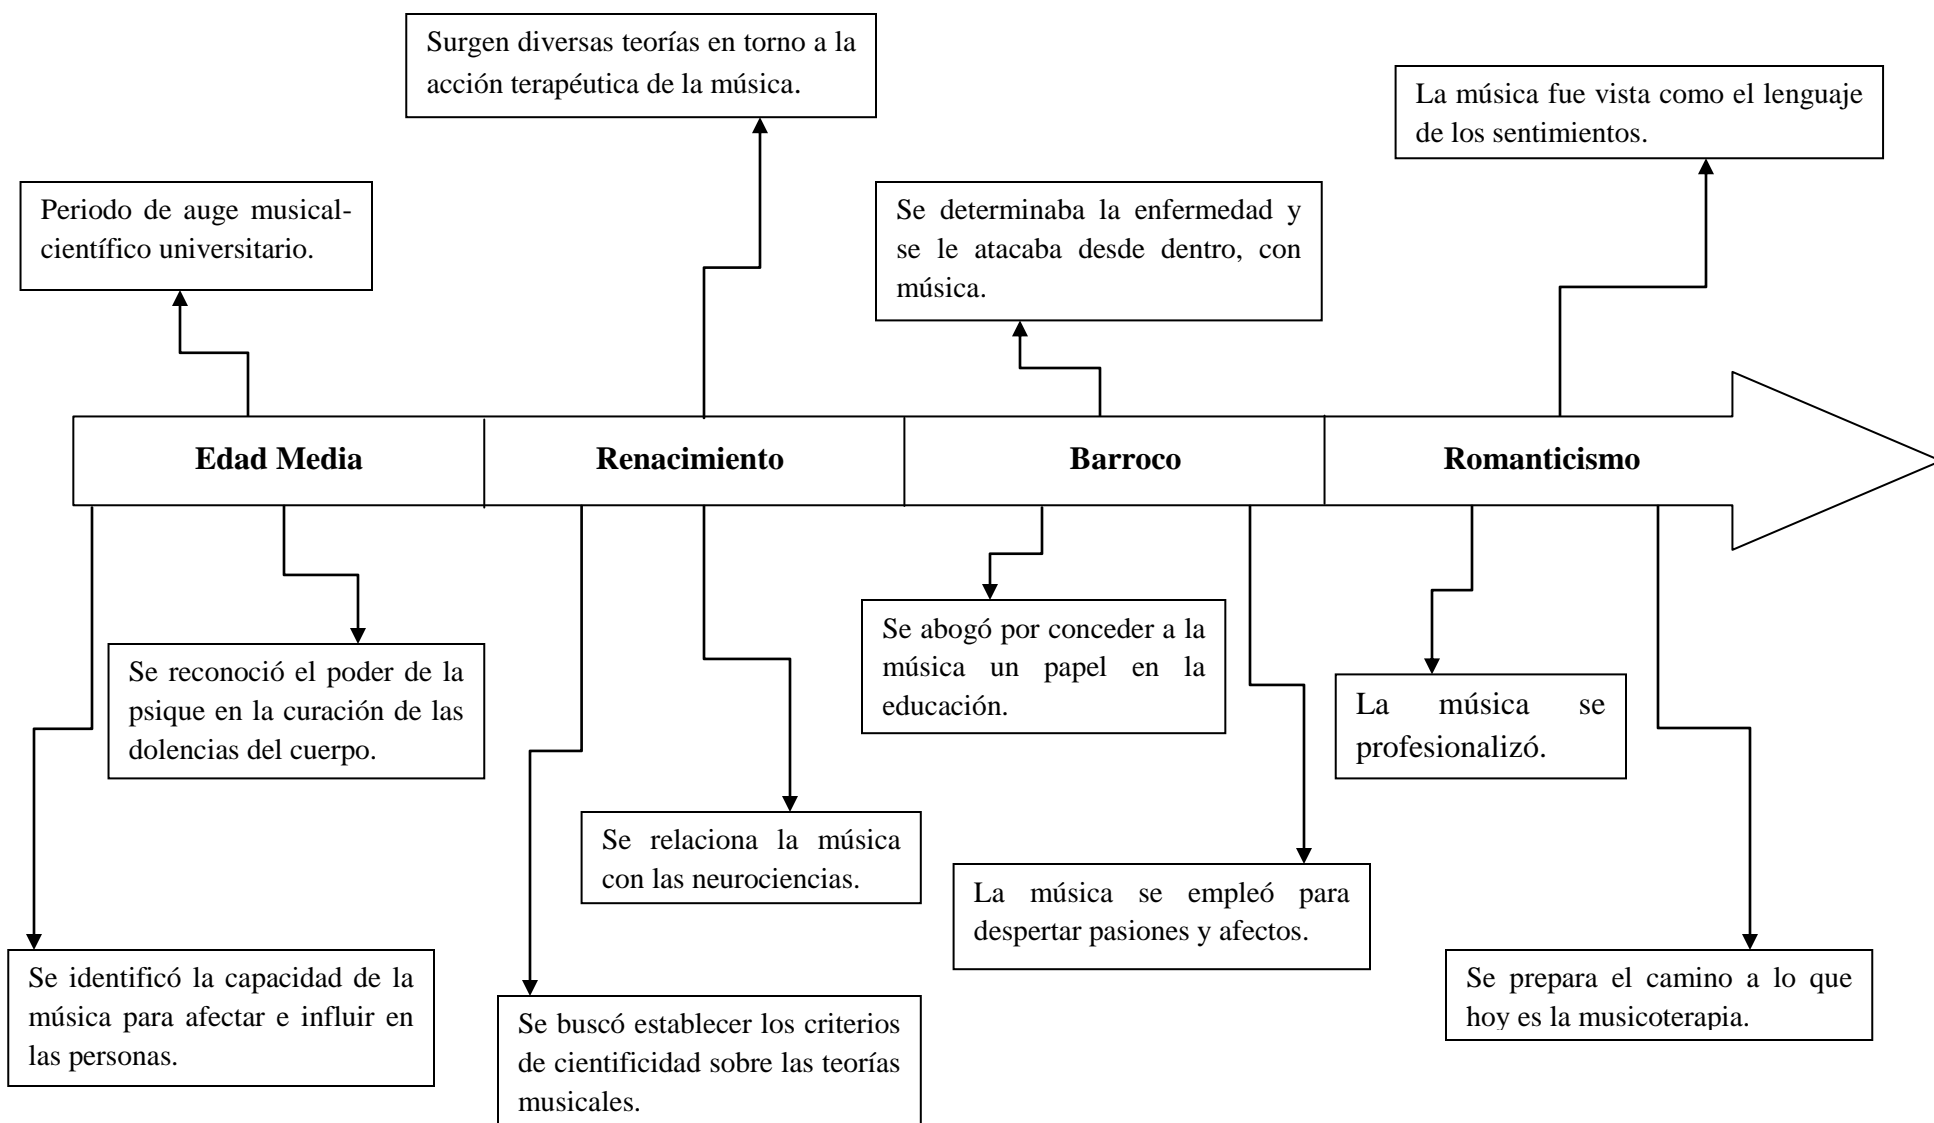 Surgen diversas teorías en torno a la
acción terapéutica de la música.
La música fue vista como el lenguaje
de los sentimientos.
Periodo de auge musical-
científico universitario.
Se determinaba la enfermedad y
se le atacaba desde dentro, con
música.
Edad Media
Renacimiento
Barroco
Romanticismo
Se abogó por conceder a la
música un papel en la
educación.
Se reconoció el poder de la
psique en la curación de las
dolencias del cuerpo.
La música se
profesionalizó.
Se relaciona la música
con las neurociencias.
La música se empleó para
despertar pasiones y afectos.
Se identificó la capacidad de la
música para afectar e influir en
las personas.
Se prepara el camino a lo que
hoy es la musicoterapia.
Se buscó establecer los criterios
de cientificidad sobre las teorías
musicales.